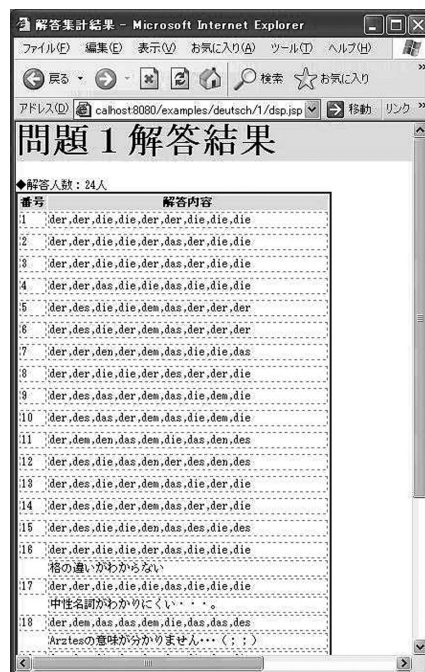 解答集計結果 - Microsoft Internet Explorer
ファイル(F) 編集(E) 表示(V) お気に入り(A) ツール(T) ヘルプ(H)
戻る 検索 お気に入り
アドレス(D) calhost:8080/examples/deutsch/1/dsp.jsp 移動 リンク
問題1解答結果
◆解答人数:24人
番号 解答内容
1 der,der,die,die,der,der,die,die,die
2 der,der,die,die,der,das,der,die,die
3 der,der,die,die,der,das,der,die,die
4 der,der,das,die,die,das,die,die,die
5 der,des,die,die,dem,das,der,der,der
6 der,des,die,der,dem,das,der,der,der
7 der,der,den,der,dem,das,die,die,das
8 der,der,die,die,der,des,der,der,die
9 der,des,das,der,dem,das,die,dem,die
10 der,des,das,der,dem,das,die,dem,die
11 der,dem,den,das,dem,die,das,den,des
12 der,des,die,das,den,der,des,den,des
13 der,des,die,der,dem,das,der,die,die
14 der,des,die,der,dem,das,der,der,die
15 der,des,die,die,den,das,des,die,des
16 der,die,die,die,der,das,die,die,die
格の違いがわからない
17 der,der,die,die,die,das,die,die,die
中性名詞がわかりにくい・・・。
18 der,dem,das,das,dem,die,das,das,des
Arztesの意味が分かりません…(;;)